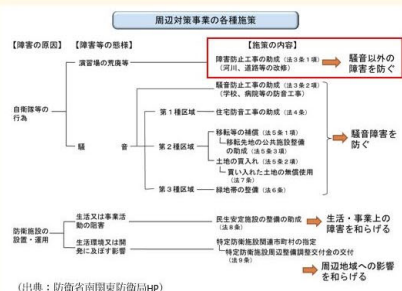 周辺対策事業の各種施策
【障害の原因】 【障害等の態様】 【施策の内容】
演習場の荒廃等
障害防止工事の助成（法３条１項）
（河川、道路等の改修）
騒音以外の
障害を防ぐ
自衛隊等の
行為
騒音防止工事の助成（法３条２項）
（学校、病院等の防音工事）
第１種区域
住宅防音工事の助成（法４条）
騒 音
第２種区域
移転等の補償（法５条１項）
移転先地の公共施設整備
の助成（法５条３項）
土地の買入れ（法５条２項）
買い入れた土地の無償使用
（法７条）
騒音障害を
防ぐ
第３種区域
緑地帯の整備（法６条）
防衛施設の
設置・運用
生活又は事業活
動の阻害
民生安定施設の整備の助成
（法８条）
生活・事業上の
障害を和らげる
生活環境又は開
発に及ぼす影響
特定防衛施設関連市町村の指定
特定防衛施設周辺整備調整交付金の交付
（法９条）
周辺地域への影響
を和らげる
（出典：防衛省南関東防衛局HP）